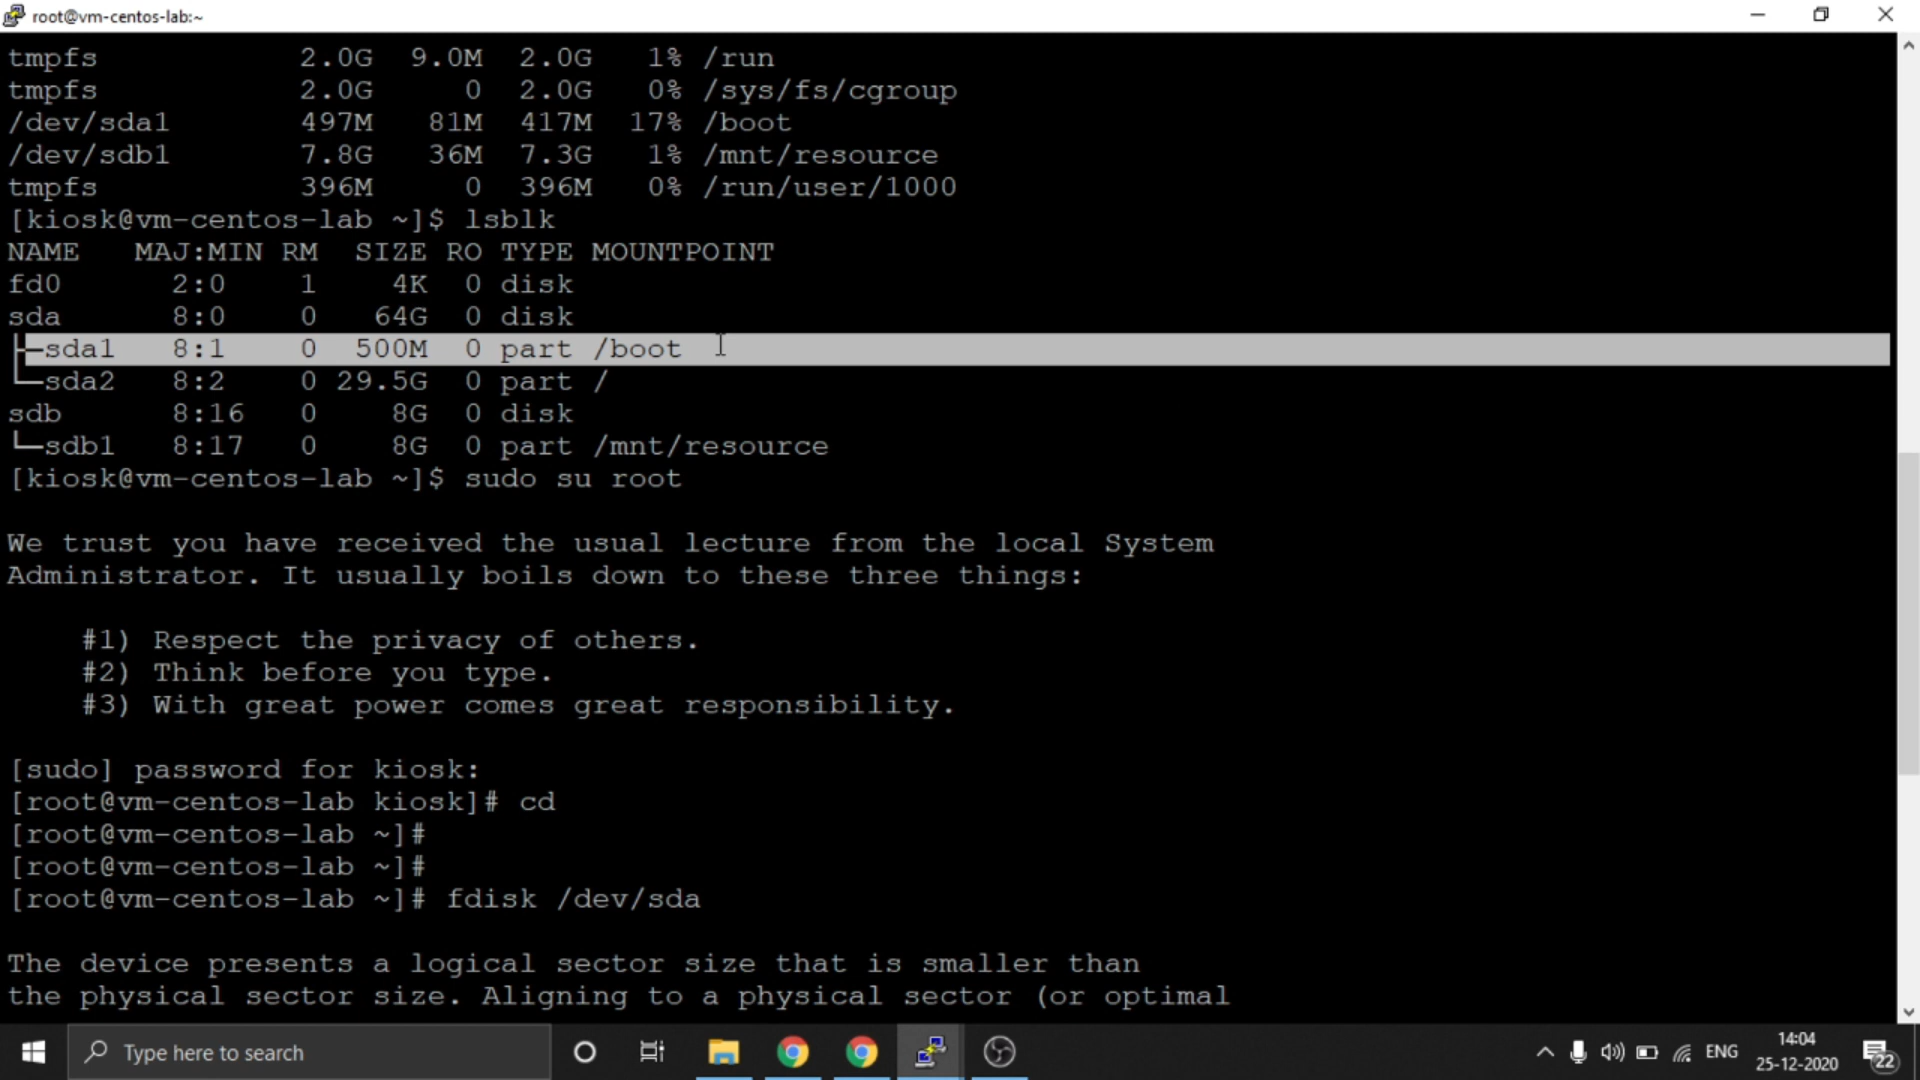 root@vm-centos-lab:~
tmpfs 2.0G 9.0M 2.0G 1% /run
tmpfs 2.0G 0 2.0G 0% /sys/fs/cgroup
/dev/sda1 497M 81M 417M 17% /boot
/dev/sdb1 7.8G 36M 7.3G 1% /mnt/resource
tmpfs 396M 0 396M 0% /run/user/1000
[kiosk@vm-centos-lab ~]$ lsblk
NAME MAJ:MIN RM SIZE RO TYPE MOUNTPOINT
fd0 2:0 1 4K 0 disk
sda 8:0 0 64G 0 disk
├─sda1 8:1 0 500M 0 part /boot
└─sda2 8:2 0 29.5G 0 part /
sdb 8:16 0 8G 0 disk
└─sdb1 8:17 0 8G 0 part /mnt/resource
[kiosk@vm-centos-lab ~]$ sudo su root
We trust you have received the usual lecture from the local System
Administrator. It usually boils down to these three things:
#1) Respect the privacy of others.
#2) Think before you type.
#3) With great power comes great responsibility.
[sudo] password for kiosk:
[root@vm-centos-lab kiosk]# cd
[root@vm-centos-lab ~]#
[root@vm-centos-lab ~]#
[root@vm-centos-lab ~]# fdisk /dev/sda
The device presents a logical sector size that is smaller than
the physical sector size. Aligning to a physical sector (or optimal
Type here to search
ENG
14:04
25-12-2020
22